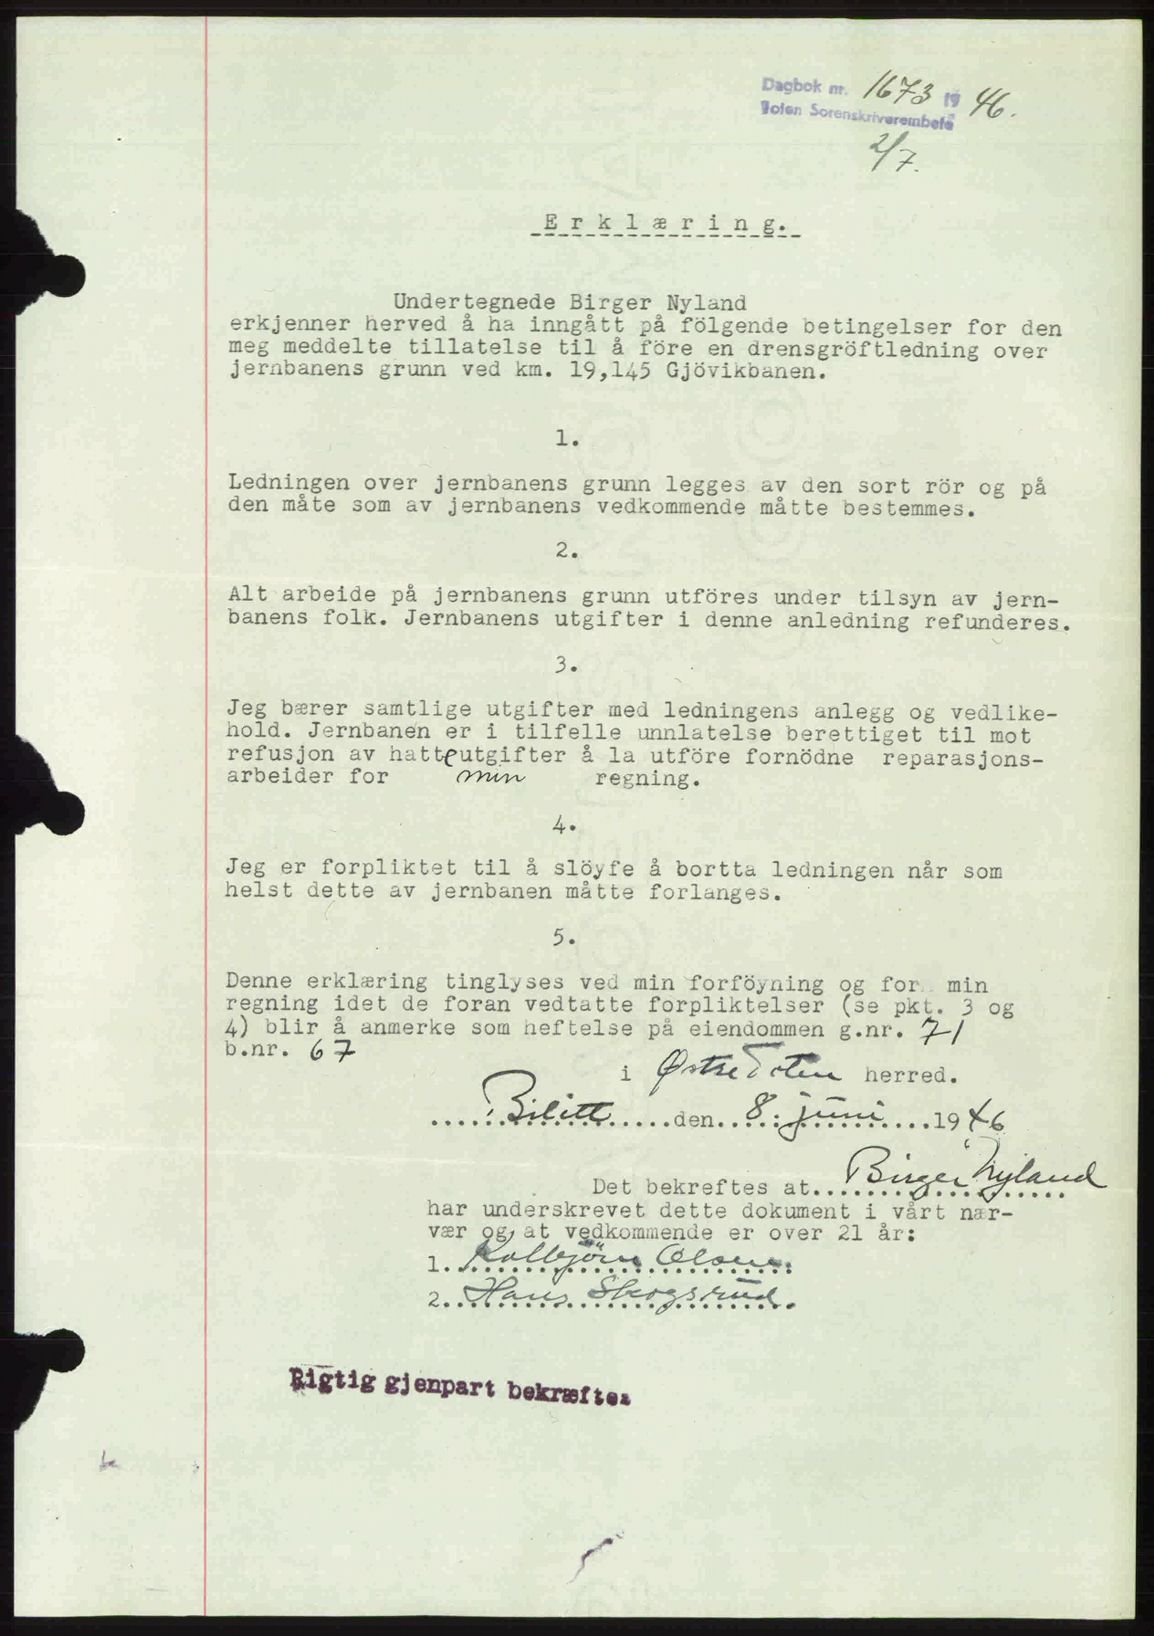 Dagbok nr. 1673 19 46.
Toten Sorenskriverembete
2/7.
Erklæring.
Undertegnede Birger Nyland
erkjenner herved å ha inngått på fölgende betingelser for den
meg meddelte tillatelse til å före en drensgröftledning over
jernbanens grunn ved km. 19,145 Gjövikbanen.
1.
Ledningen over jernbanens grunn legges av den sort rör og på
den måte som av jernbanens vedkommende måtte bestemmes.
2.
Alt arbeide på jernbanens grunn utföres under tilsyn av jern-
banens folk. Jernbanens utgifter i denne anledning refunderes.
3.
Jeg bærer samtlige utgifter med ledningens anlegg og vedlike-
hold. Jernbanen er i tilfelle unnlatelse berettiget til mot
refusjon av hatte utgifter å la utföre fornödne reparasjons-
arbeider for min regning.
4.
Jeg er forpliktet til å slöyfe å bortta ledningen når som
helst dette av jernbanen måtte forlanges.
5.
Denne erklæring tinglyses ved min forföyning og for min
regning idet de foran vedtatte forpliktelser (se pkt. 3 og
4) blir å anmerke som heftelse på eiendommen g.nr. 71
b.nr. 67
i Østre Toten herred.
Bilitt den 8. juni 1946
Det bekreftes at Birger Nyland
har underskrevet dette dokument i vårt nær-
vær og at vedkommende er over 21 år:
1. Kolbjörn Olsen
2. Hans Skogsrud
Rigtig gjenpart bekræftes